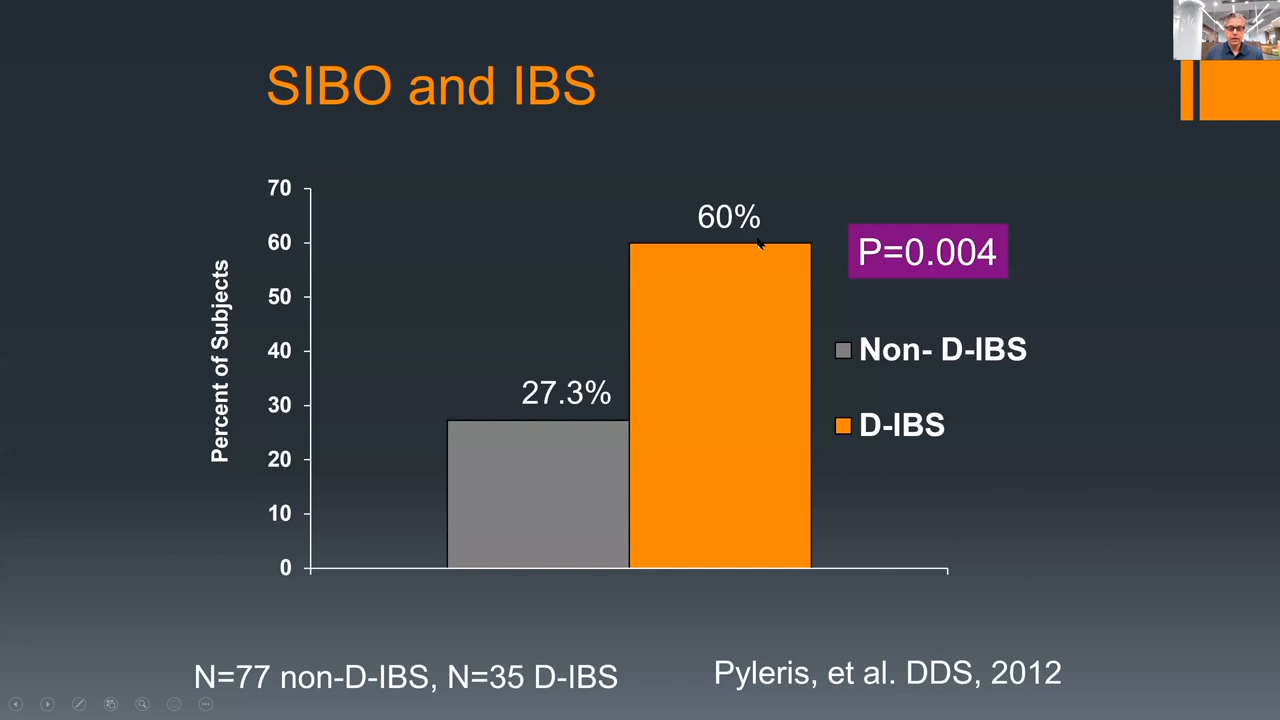 SIBO and IBS
70
60
50
40
30
20
10
0
Percent of Subjects
27.3%
60%
P=0.004
Non- D-IBS
D-IBS
N=77 non-D-IBS, N=35 D-IBS
Pyleris, et al. DDS, 2012